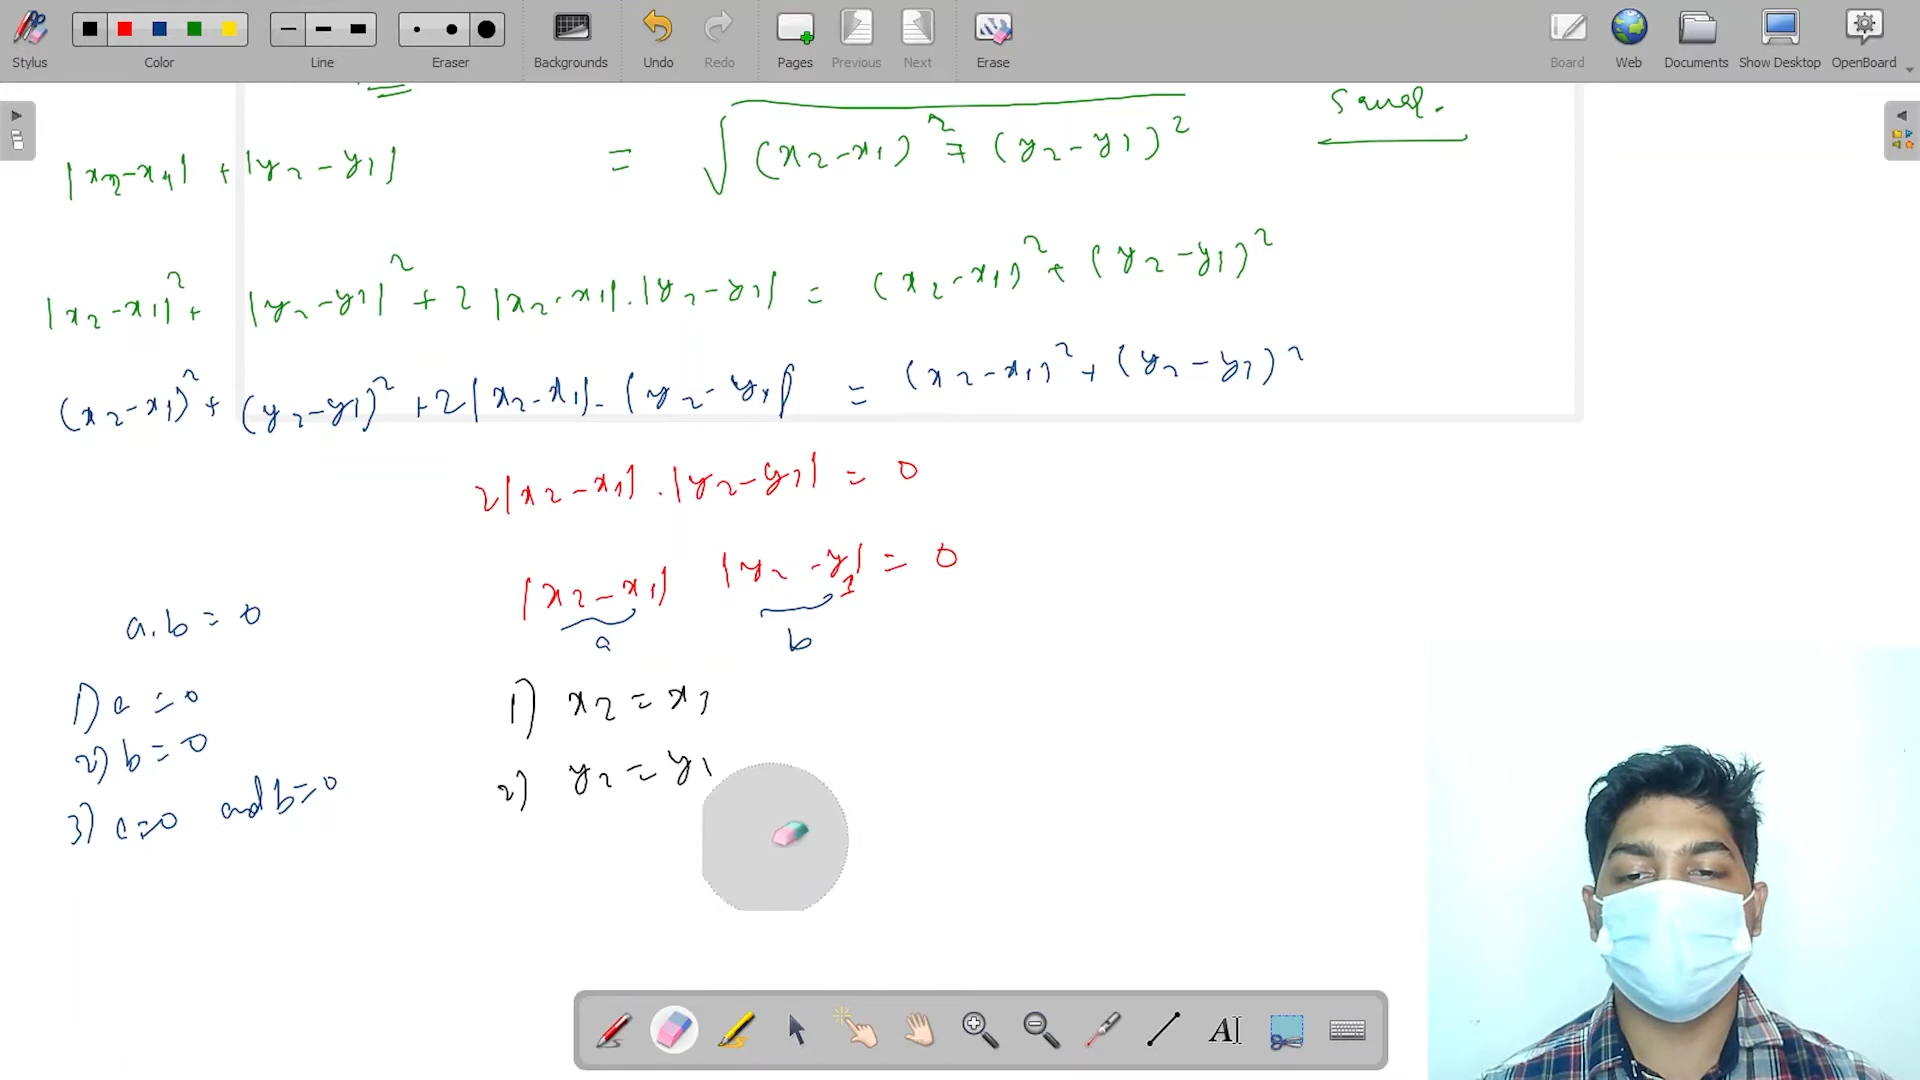 Stylus Color Line Eraser Backgrounds Undo Redo Pages Previous Next Erase Board Web Documents Show Desktop OpenBoard
|x2-x1| + |y2-y1| = √(x2-x1)² + (y2-y1)²
|x2-x1|² + |y2-y1|² + 2|x2-x1|.|y2-y1| = (x2-x1)² + (y2-y1)²
(x2-x1)² + (y2-y1)² + 2|x2-x1|.|y2-y1| = (x2-x1)² + (y2-y1)²
2|x2-x1|.|y2-y1| = 0
|x2-x1| |y2-y1| = 0
a b
a.b = 0
1) a = 0
2) b = 0
3) a=0 and b=0
1) x2 = x1
2) y2 = y1